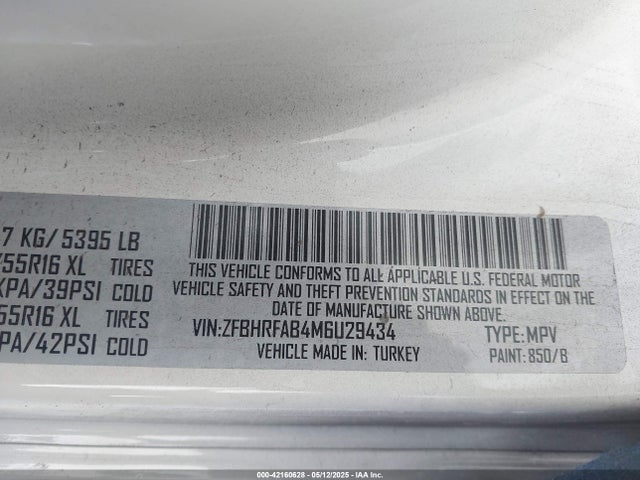 7 KG/ 5395 LB
55R16 XL TIRES
KPA/39PSI COLD
55R16 XL TIRES
PA/42PSI COLD
THIS VEHICLE CONFORMS TO ALL APPLICABLE U.S. FEDERAL MOTOR
VEHICLE SAFETY AND THEFT PREVENTION STANDARDS IN EFFECT ON THE
DATE OF MANUFACTURE SHOWN ABOVE.
VIN:ZFBHRFAB4M6U29434 TYPE:MPV
VEHICLE MADE IN: TURKEY PAINT: 850/B
000-42160628 - 05/12/2025 - IAA Inc.